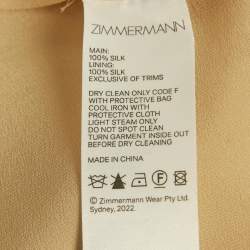 ZIMMERMANN
MAIN:
100% SILK
LINING:
100% SILK
EXCLUSIVE OF TRIMS
DRY CLEAN ONLY CODE F
WITH PROTECTIVE BAG
COOL IRON WITH
PROTECTIVE CLOTH
LIGHT STEAM ONLY
DO NOT SPOT CLEAN
TURN GARMENT INSIDE OUT
BEFORE DRY CLEANING
MADE IN CHINA
© Zimmermann Wear Pty Ltd.
Sydney, 2022.